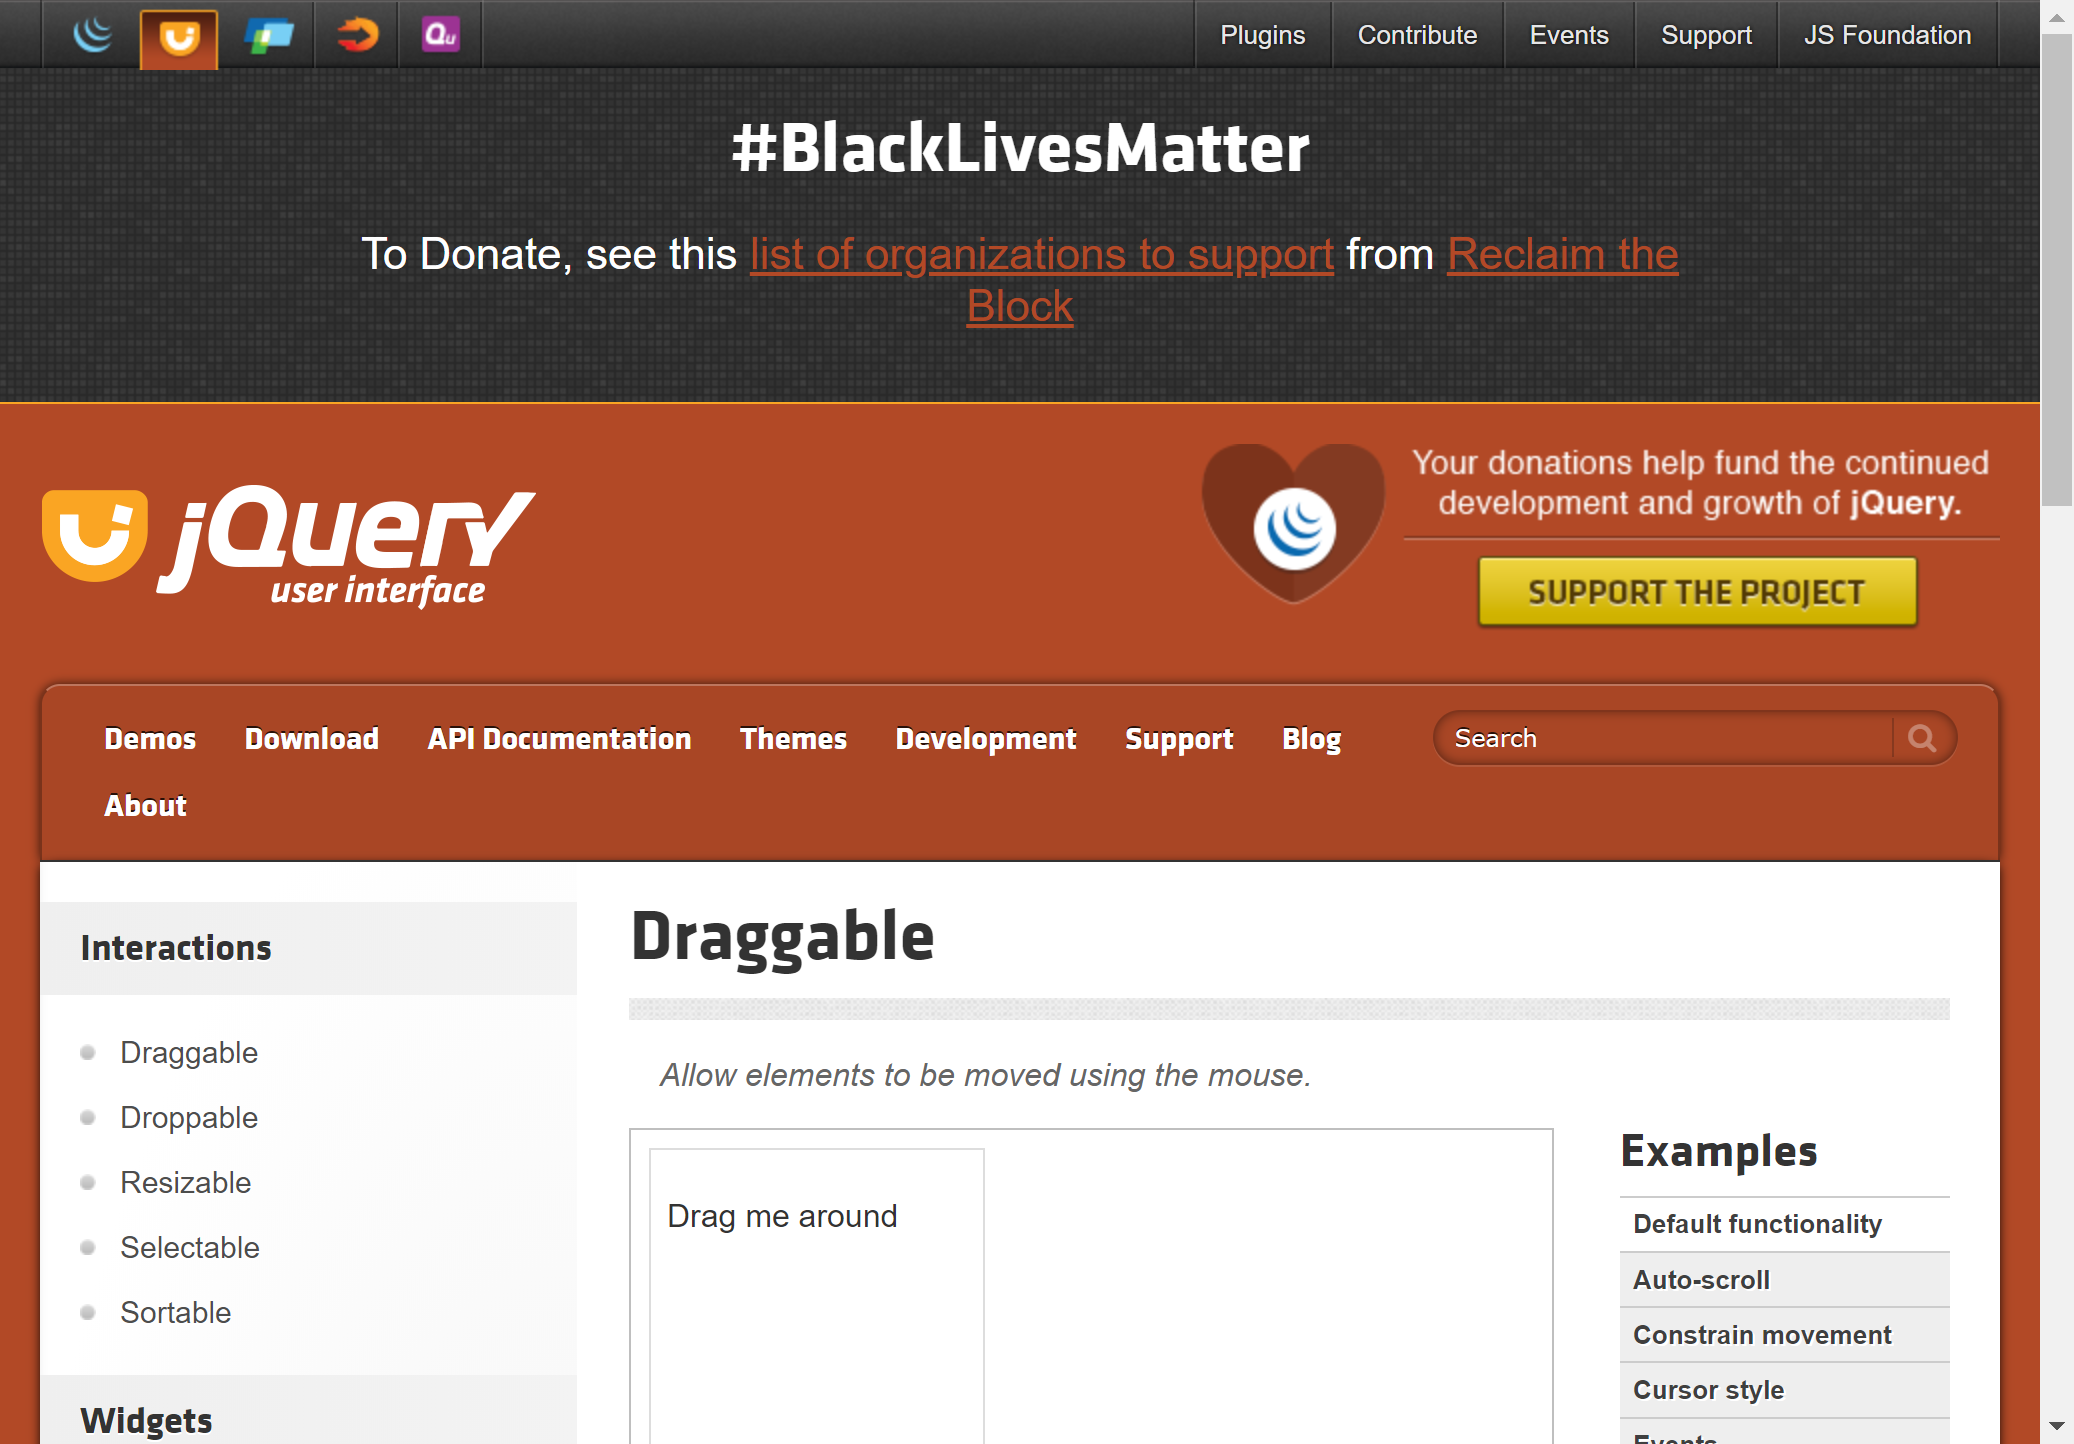 Qu
Plugins
Contribute
Events
Support
JS Foundation
#BlackLivesMatter
To Donate, see this list of organizations to support from Reclaim the
Block
jQuery
user interface
Your donations help fund the continued
development and growth of jQuery.
SUPPORT THE PROJECT
Demos
Download
API Documentation
Themes
Development
Support
Blog
Search
About
Interactions
Draggable
Droppable
Resizable
Selectable
Sortable
Widgets
Draggable
Allow elements to be moved using the mouse.
Drag me around
Examples
Default functionality
Auto-scroll
Constrain movement
Cursor style
Events